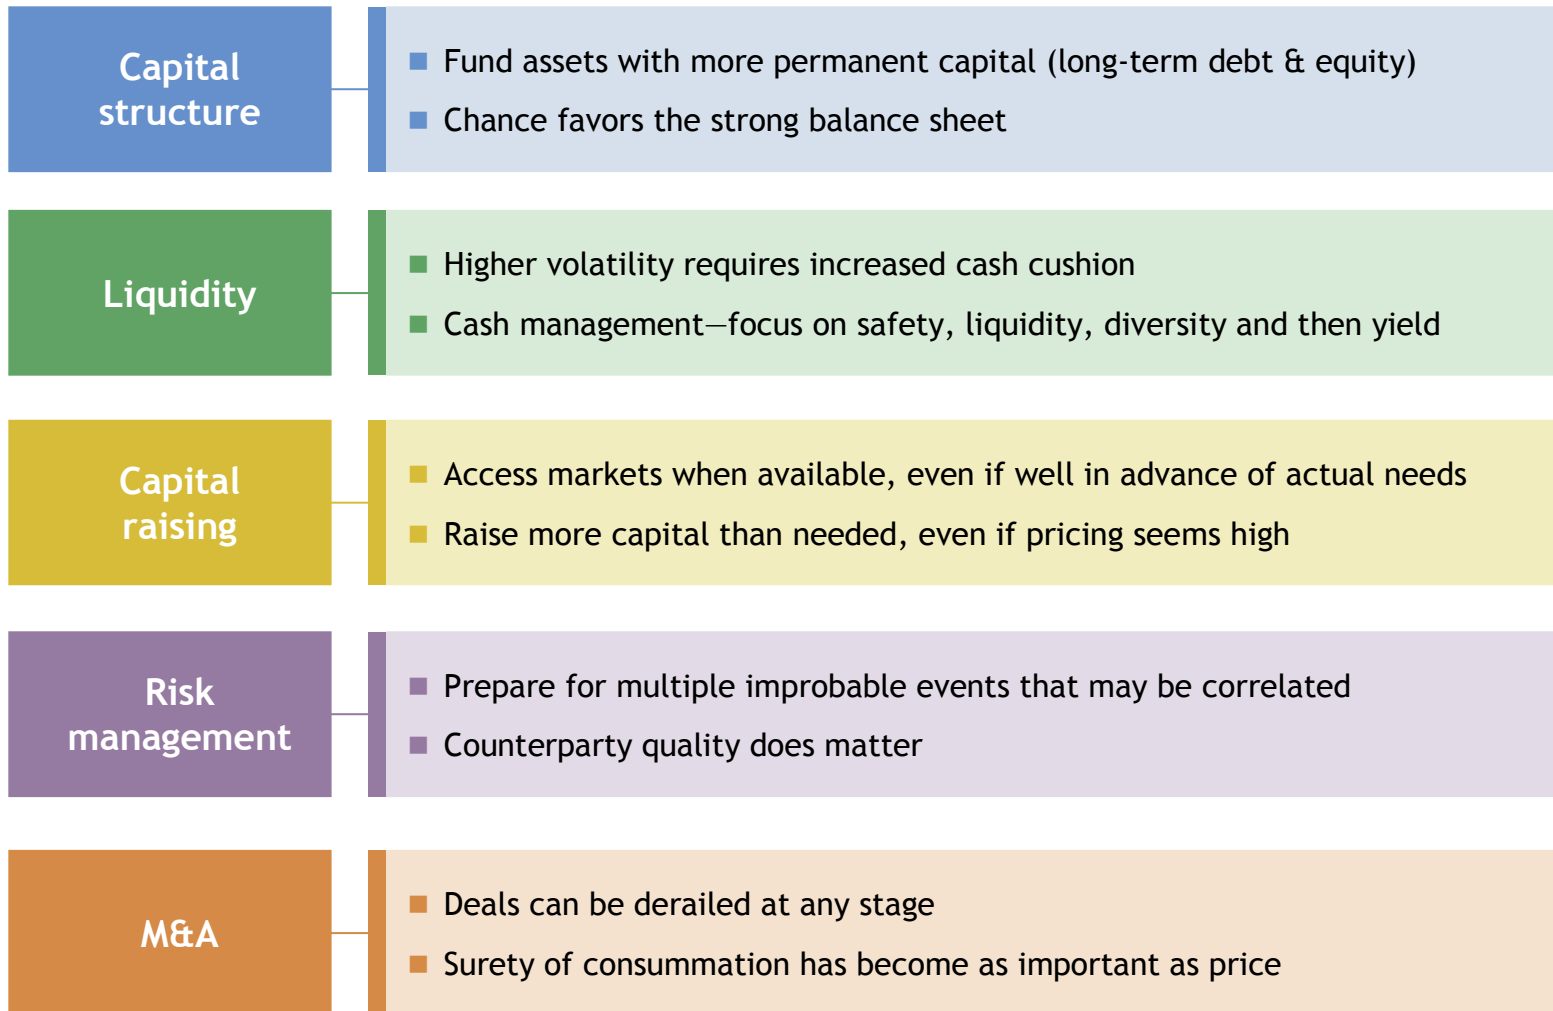 Capital
structure
■ Fund assets with more permanent capital (long-term debt & equity)
■ Chance favors the strong balance sheet
Liquidity
■ Higher volatility requires increased cash cushion
■ Cash management—focus on safety, liquidity, diversity and then yield
Capital
raising
■ Access markets when available, even if well in advance of actual needs
■ Raise more capital than needed, even if pricing seems high
Risk
management
■ Prepare for multiple improbable events that may be correlated
■ Counterparty quality does matter
M&A
■ Deals can be derailed at any stage
■ Surety of consummation has become as important as price